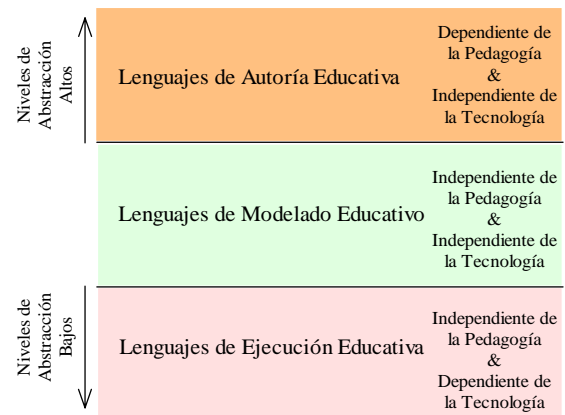 Niveles de
Abstracción
Altos
Lenguajes de Autoría Educativa
Dependiente de
la Pedagogía
&
Independiente de
la Tecnología
Lenguajes de Modelado Educativo
Independiente de
la Pedagogía
&
Independiente de
la Tecnología
Niveles de
Abstracción
Bajos
Lenguajes de Ejecución Educativa
Independiente de
la Pedagogía
&
Dependiente de
la Tecnología